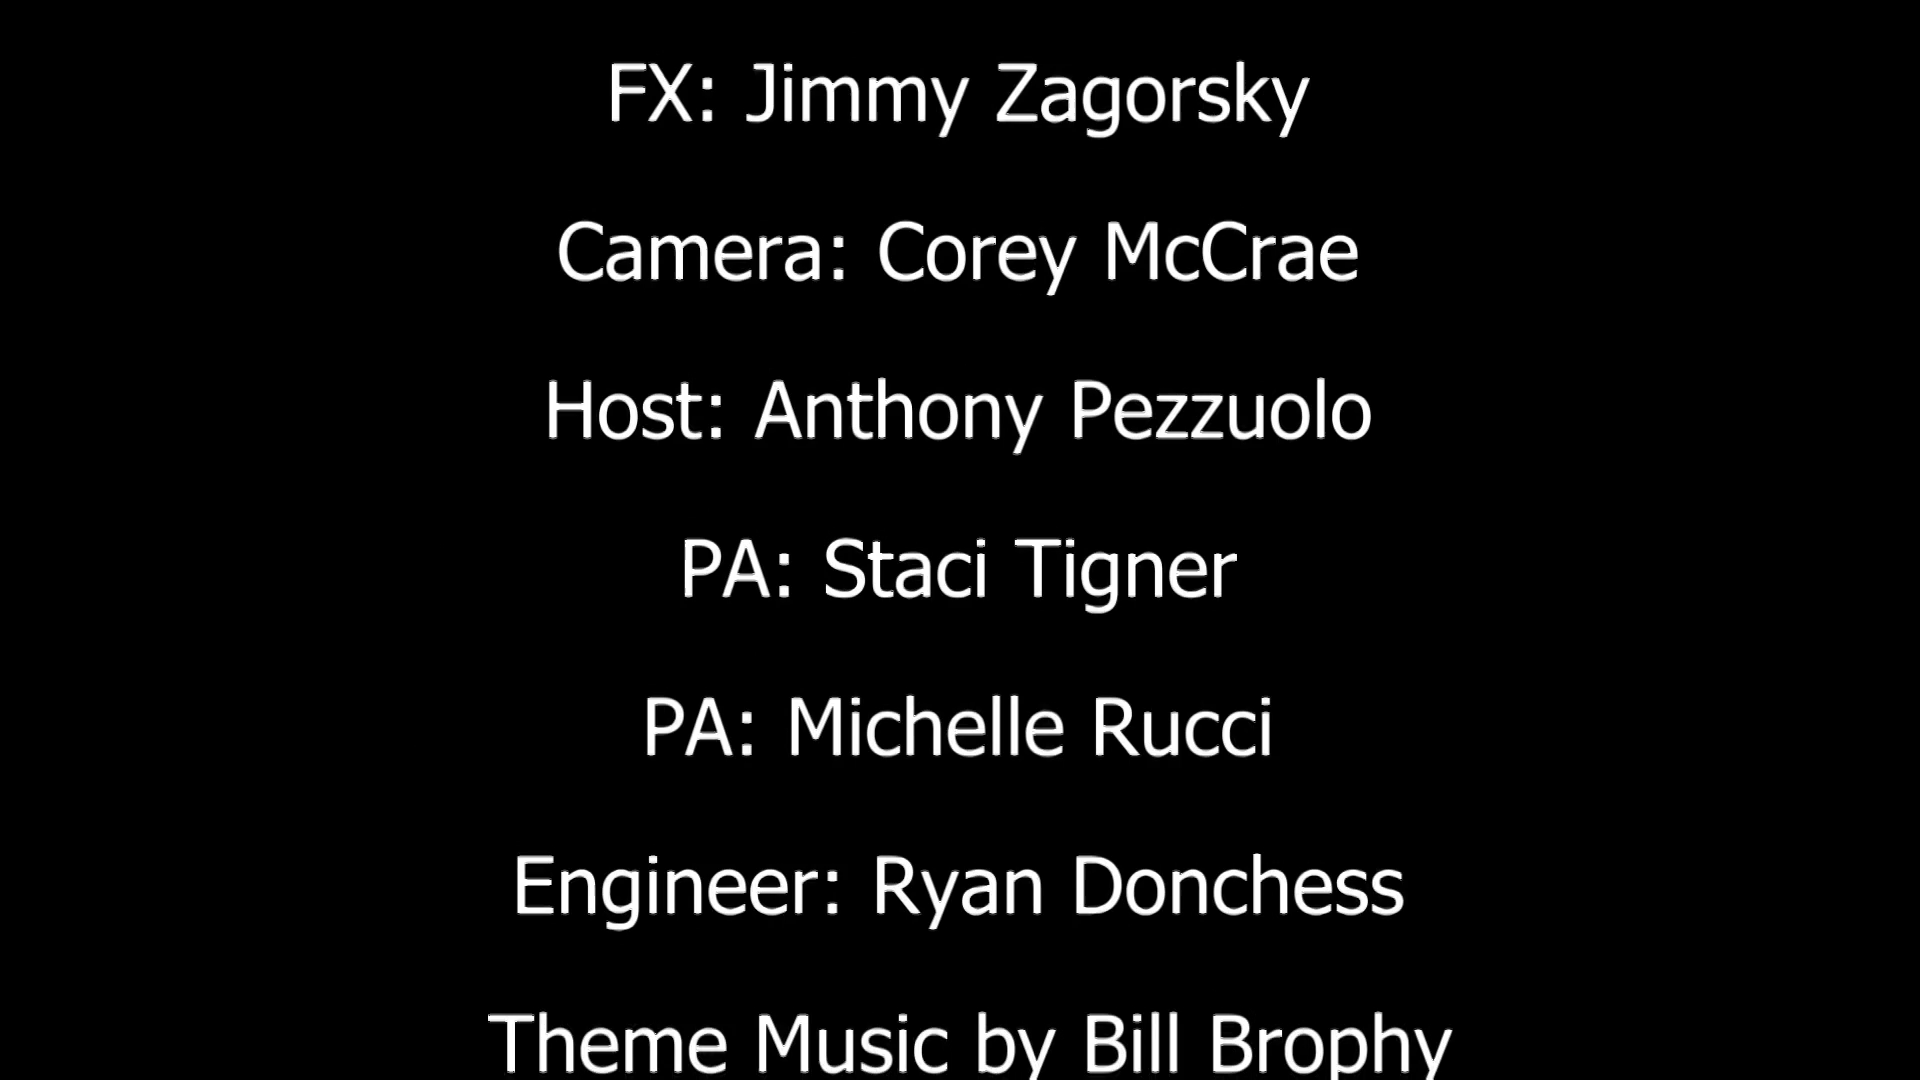 FX: Jimmy Zagorsky
Camera: Corey McCrae
Host: Anthony Pezzuolo
PA: Staci Tigner
PA: Michelle Rucci
Engineer: Ryan Donchess
Theme Music by Bill Brophy